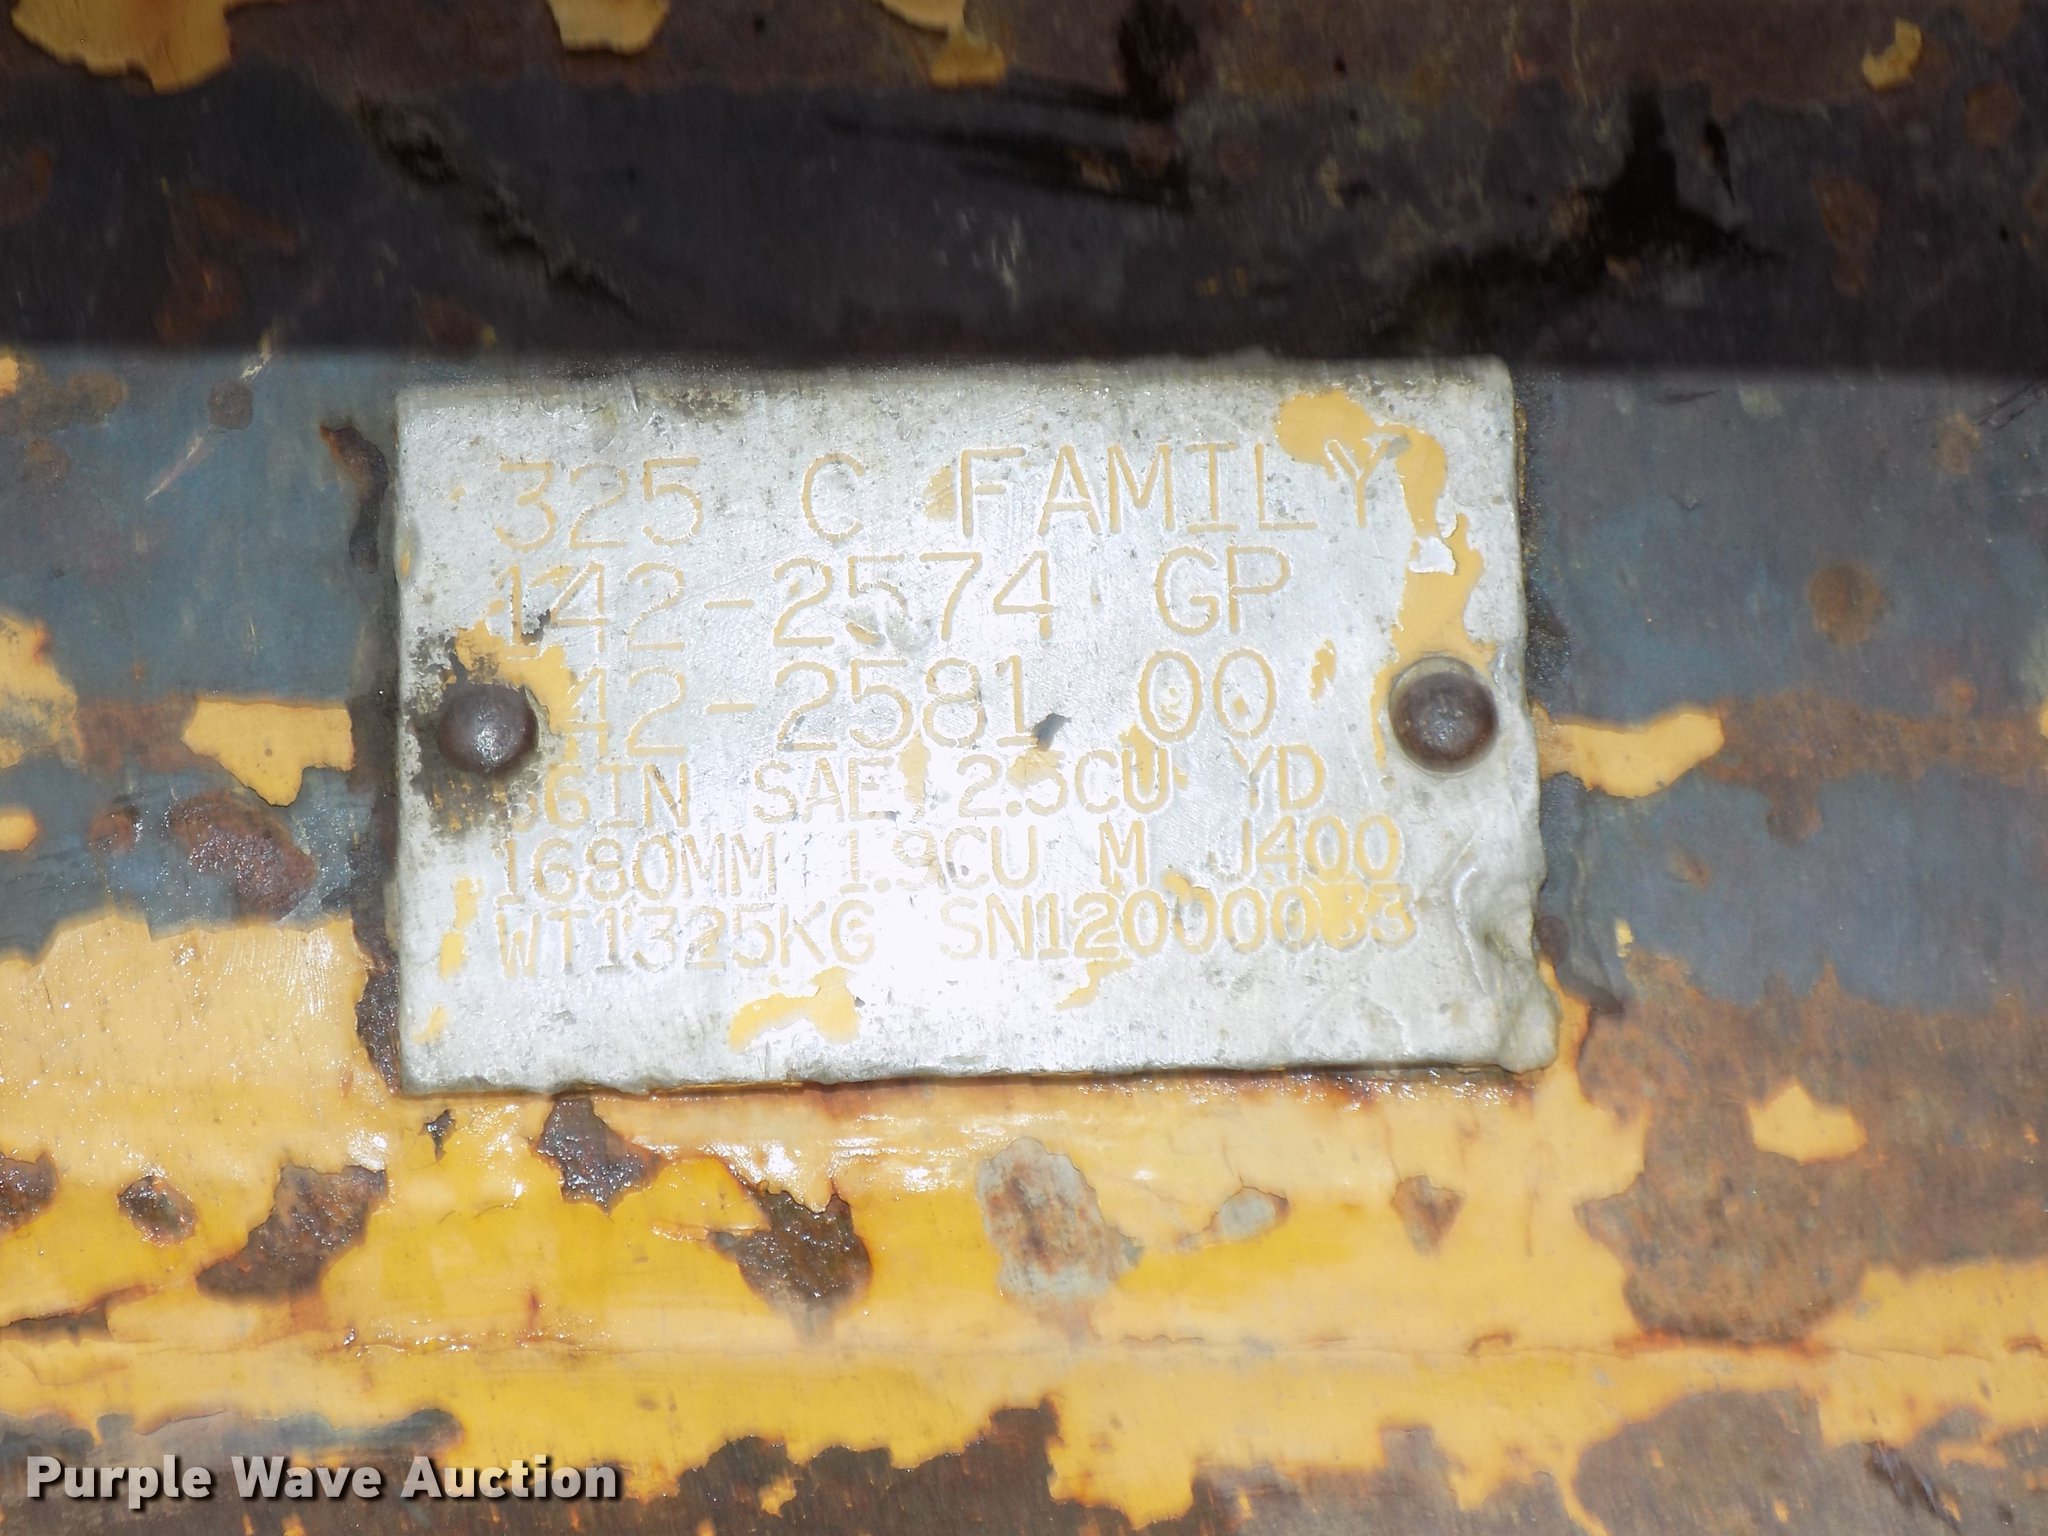 325 C FAMILY
142-2574 GP
142-2581 00
66IN SAE 2.5CU YD
1680MM 1.9CU M J400
WT1325KG
Purple Wave Auction